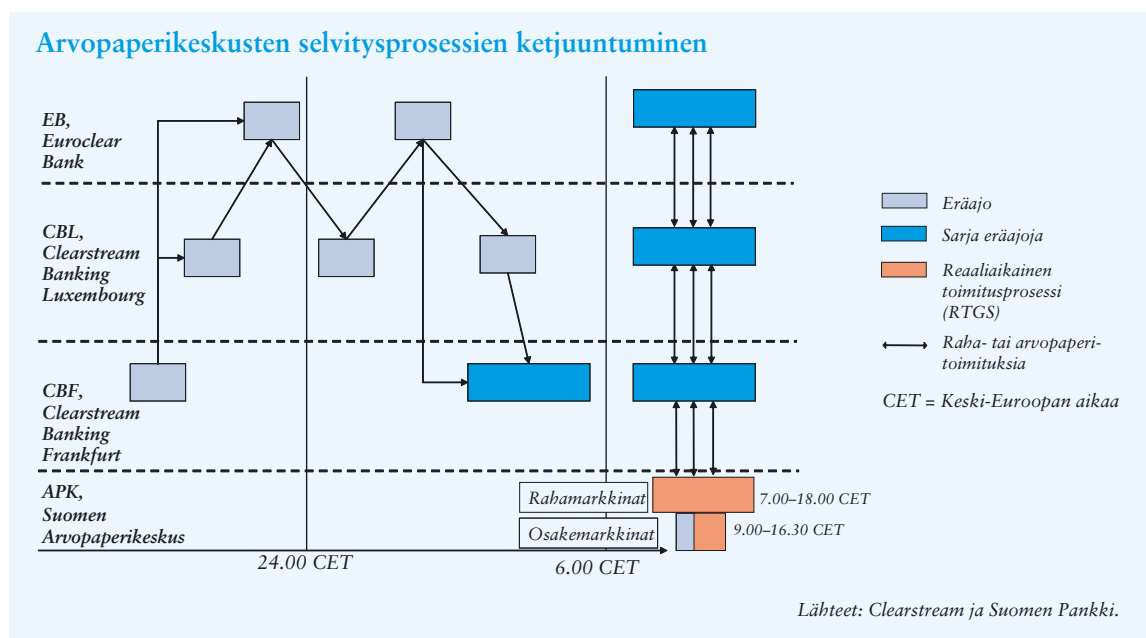 Arvopaperikeskusten selvitysprosessien ketjuuntuminen
EB,
Euroclear
Bank
CBL,
Clearstream
Banking
Luxembourg
CBF,
Clearstream
Banking
Frankfurt
APK,
Suomen
Arvopaperikeskus
Rahamarkkinat
7.00–18.00 CET
Osakemarkkinat
9.00–16.30 CET
24.00 CET
6.00 CET
Eräajo
Sarja eräajoja
Reaaliaikainen
toimitusprosessi
(RTGS)
Raha- tai arvopaperi-
toimituksia
CET = Keski-Euroopan aikaa
Lähteet: Clearstream ja Suomen Pankki.